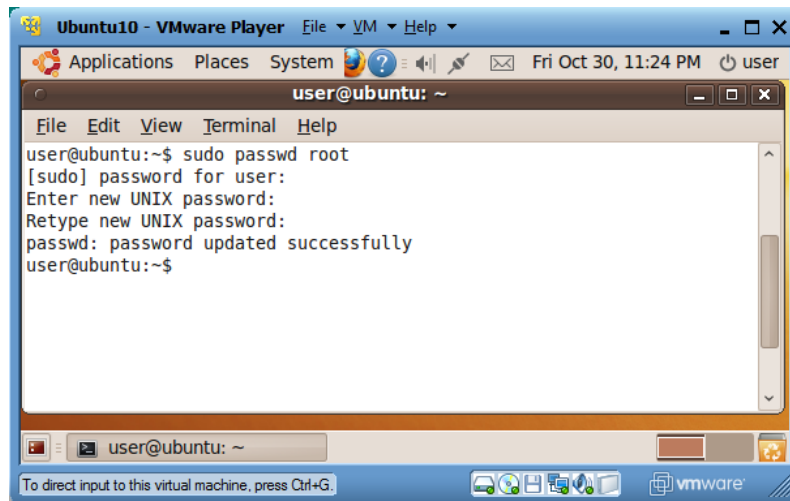 Ubuntu10 - VMware Player File VM Help
Applications Places System Fri Oct 30, 11:24 PM user
user@ubuntu: ~
File Edit View Terminal Help
user@ubuntu:~$ sudo passwd root
[sudo] password for user:
Enter new UNIX password:
Retype new UNIX password:
passwd: password updated successfully
user@ubuntu:~$
user@ubuntu: ~
To direct input to this virtual machine, press Ctrl+G.
vmware